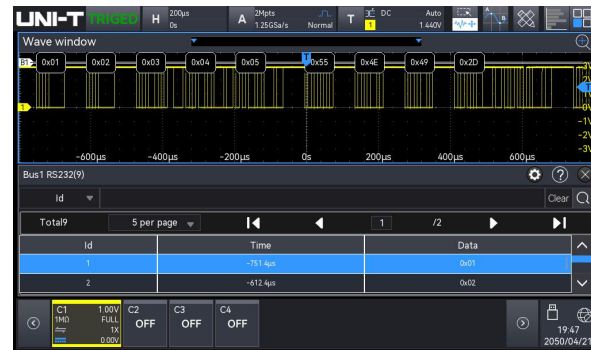 UNI-T TRIGED H 200μs 0s A 2Mpts 1.25GSa/s Normal T 1 DC Auto 1.440V
Wave window
B1 0x01 0x02 0x03 0x04 0x05 T 0x55 0x4E 0x49 0x2D
3V
2V
T
1 0V
-1V
-2V
-3V
-600μs -400μs -200μs 0s 200μs 400μs 600μs
Bus1 RS232(9)
Id Clear
Total9 5 per page 1 /2
Id Time Data
1 -751.4μs 0x01
2 -612.4μs 0x02
C1 1.00V C2 C3 C4
1MΩ FULL OFF OFF OFF
1X 19:47
0.00V 2050/04/21